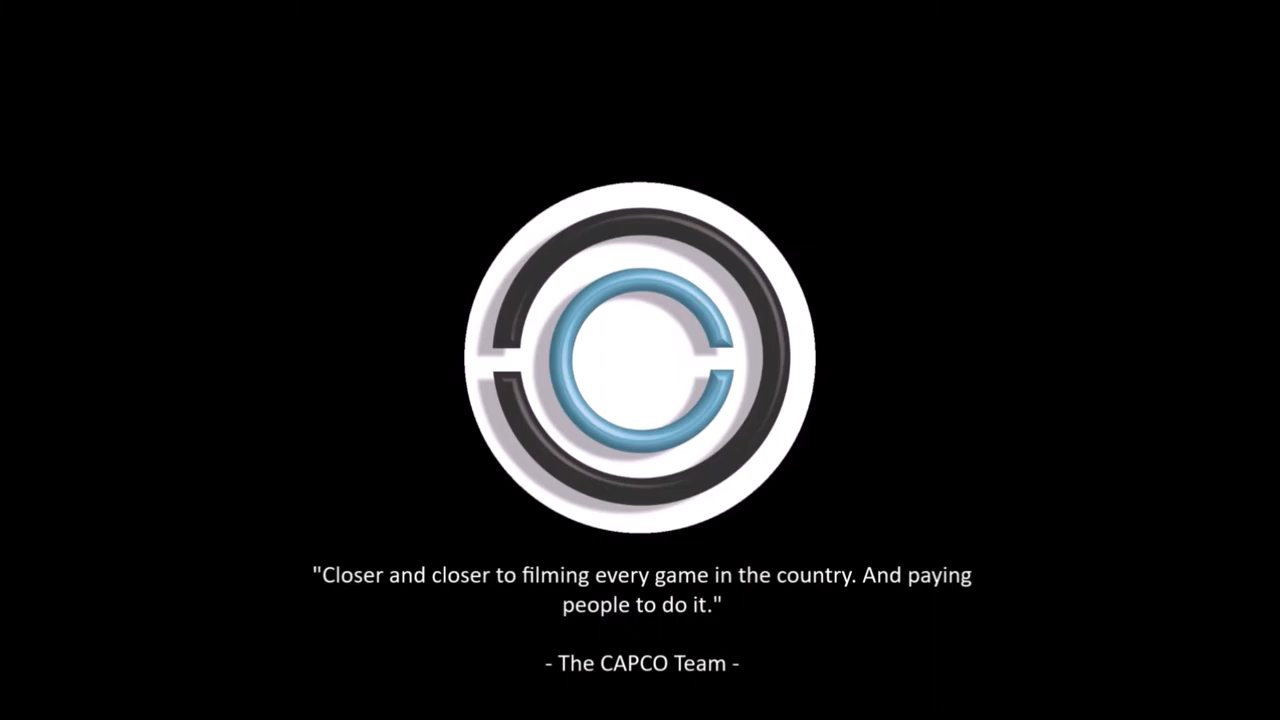 "Closer and closer to filming every game in the country. And paying
people to do it."
- The CAPCO Team -